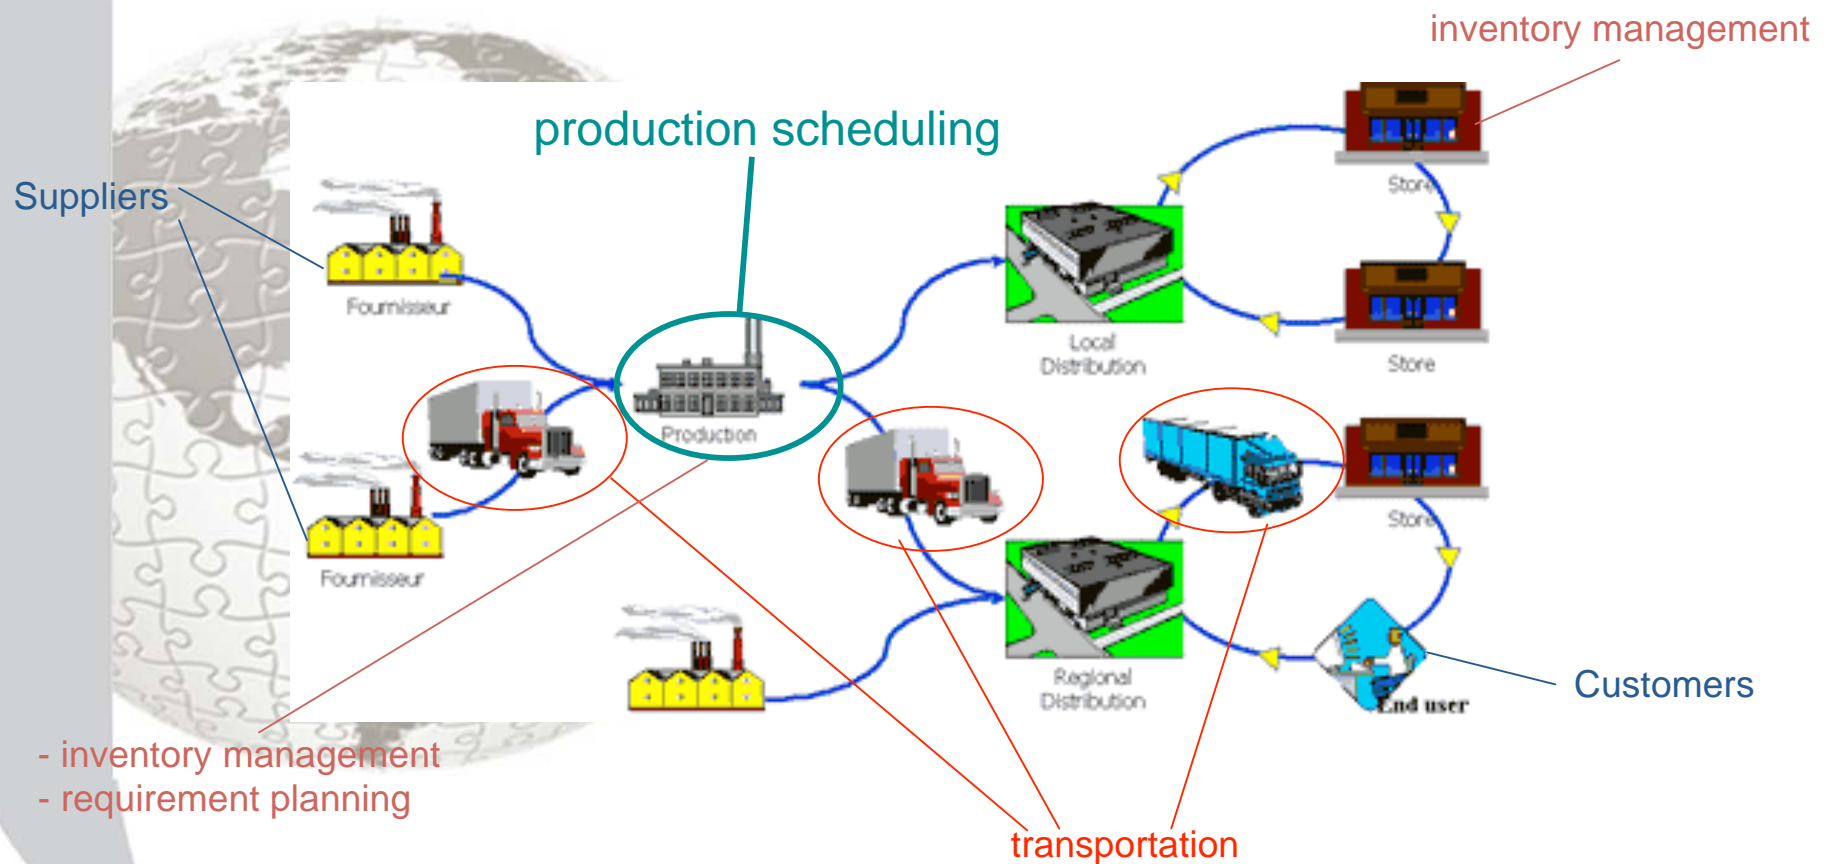 inventory management
production scheduling
Suppliers
Store
Fournisseur
Local
Distribution
Store
Production
Store
Fournisseur
Regional
Distribution
End user
Customers
- inventory management
- requirement planning
transportation